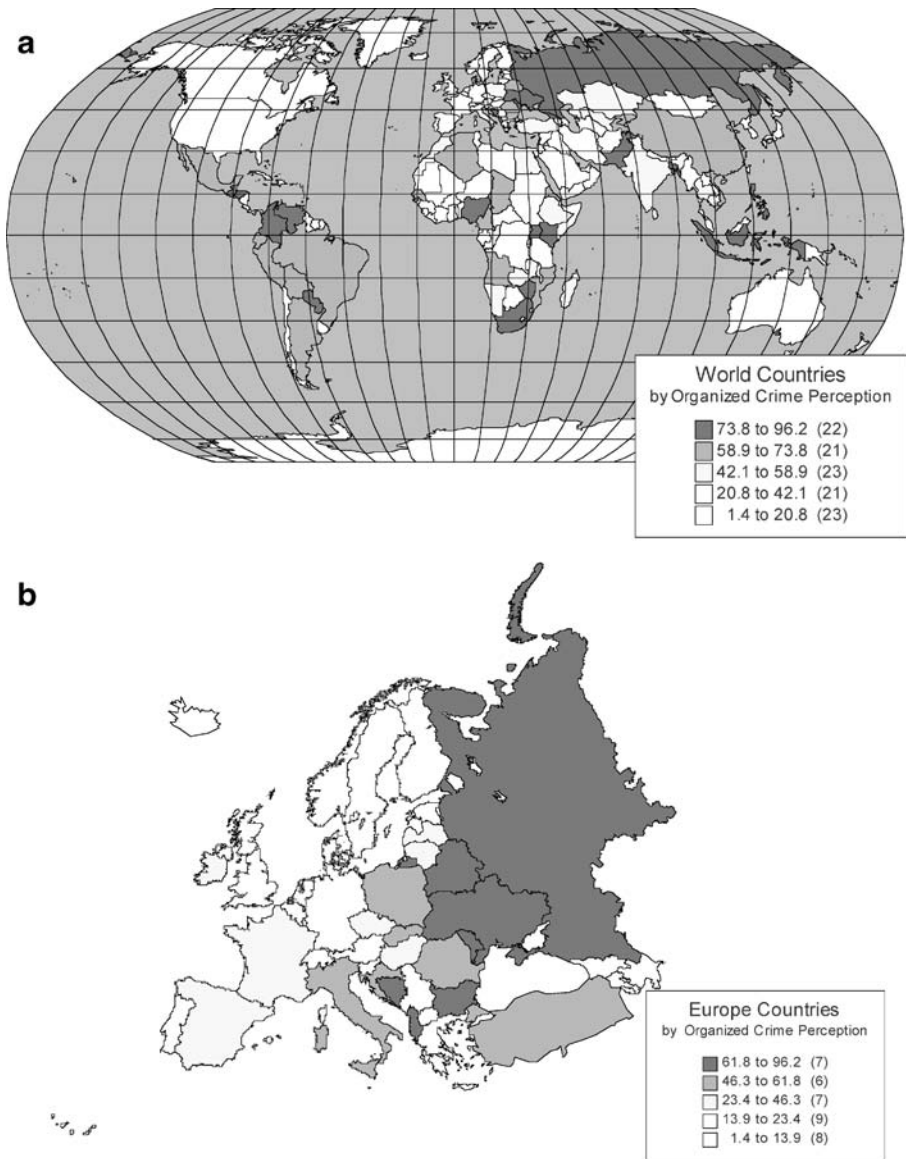 a
World Countries
by Organized Crime Perception
73.8 to 96.2 (22)
58.9 to 73.8 (21)
42.1 to 58.9 (23)
20.8 to 42.1 (21)
1.4 to 20.8 (23)
b
Europe Countries
by Organized Crime Perception
61.8 to 96.2 (7)
46.3 to 61.8 (6)
23.4 to 46.3 (7)
13.9 to 23.4 (9)
1.4 to 13.9 (8)